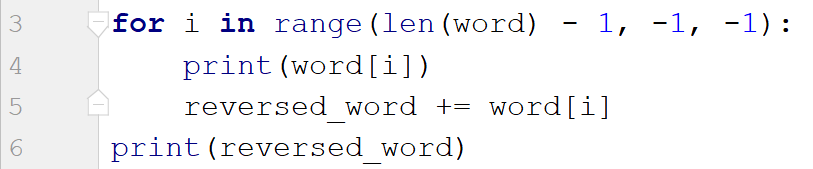 3 for i in range(len(word) - 1, -1, -1):
4     print(word[i])
5     reversed_word += word[i]
6 print(reversed_word)